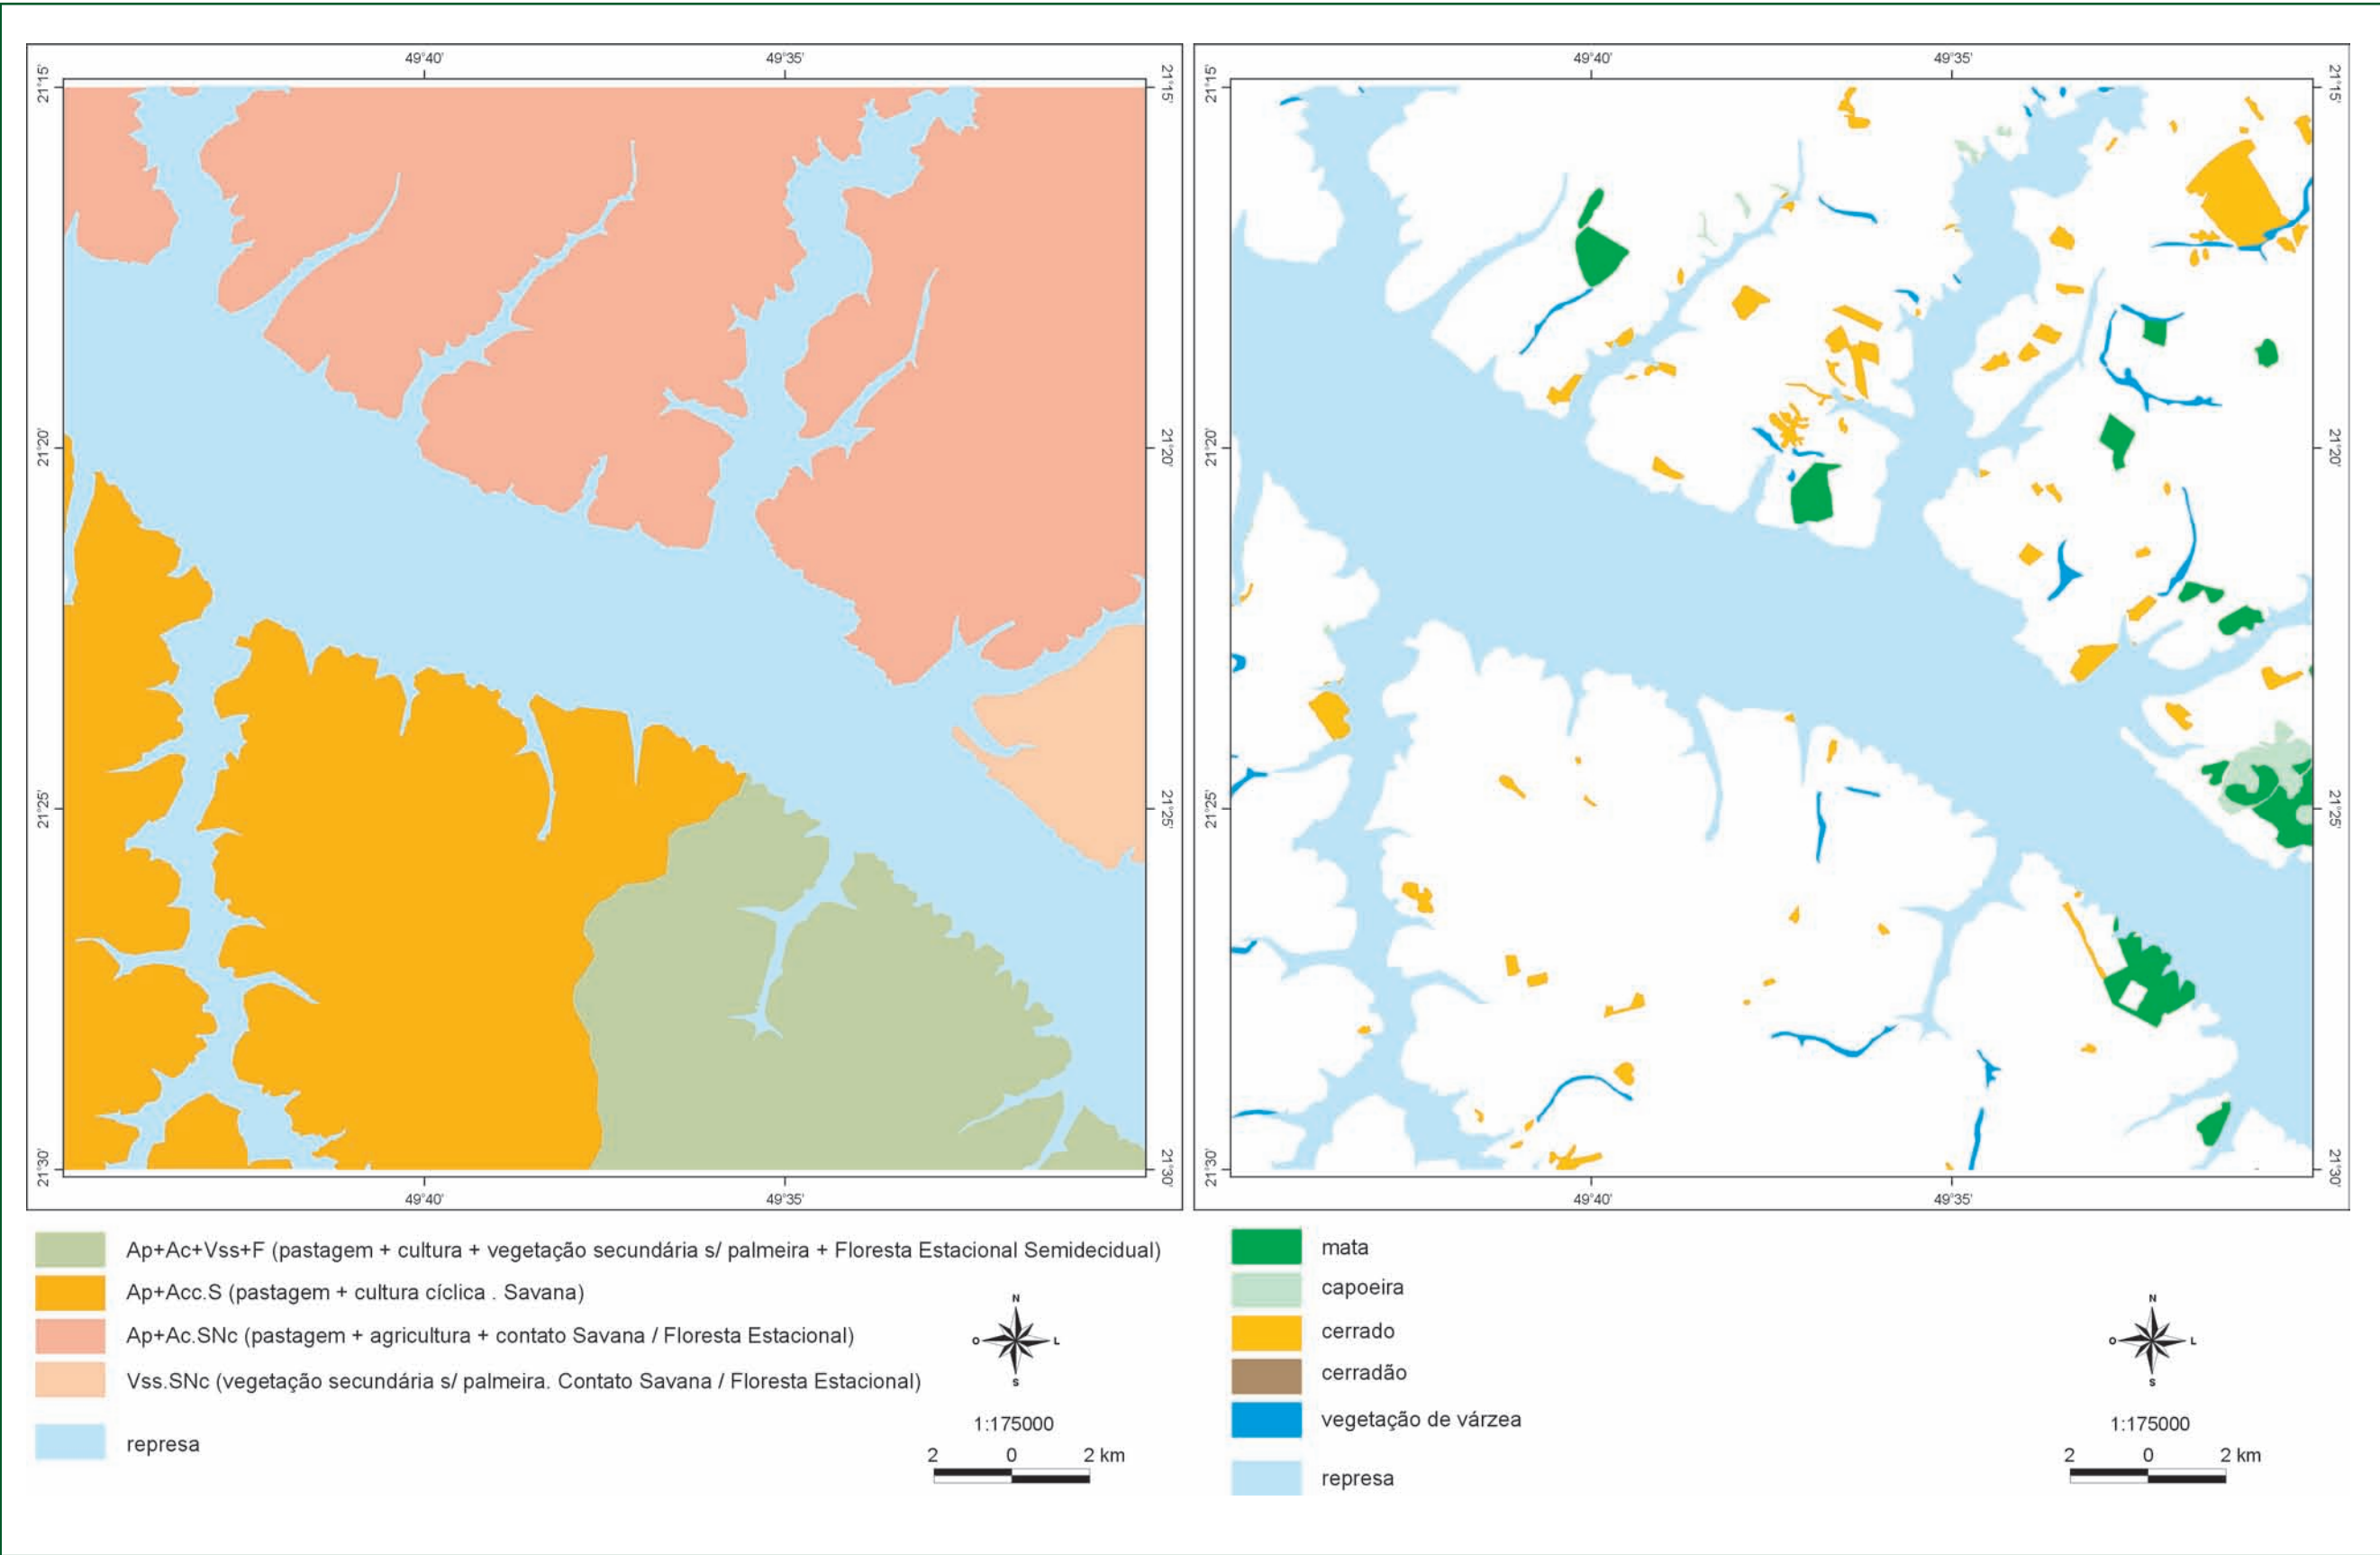 49°40' 49°35'
21°15' 21°15'
21°20' 21°20'
21°25' 21°25'
21°30' 21°30'
49°40' 49°35'
Ap+Ac+Vss+F (pastagem + cultura + vegetação secundária s/ palmeira + Floresta Estacional Semidecidual)
Ap+Acc.S (pastagem + cultura cíclica . Savana)
Ap+Ac.SNc (pastagem + agricultura + contato Savana / Floresta Estacional)
Vss.SNc (vegetação secundária s/ palmeira. Contato Savana / Floresta Estacional)
represa
N
O L
S
1:175000
2 0 2 km
49°40' 49°35'
21°15' 21°15'
21°20' 21°20'
21°25' 21°25'
21°30' 21°30'
49°40' 49°35'
mata
capoeira
cerrado
cerradão
vegetação de várzea
represa
N
O L
S
1:175000
2 0 2 km